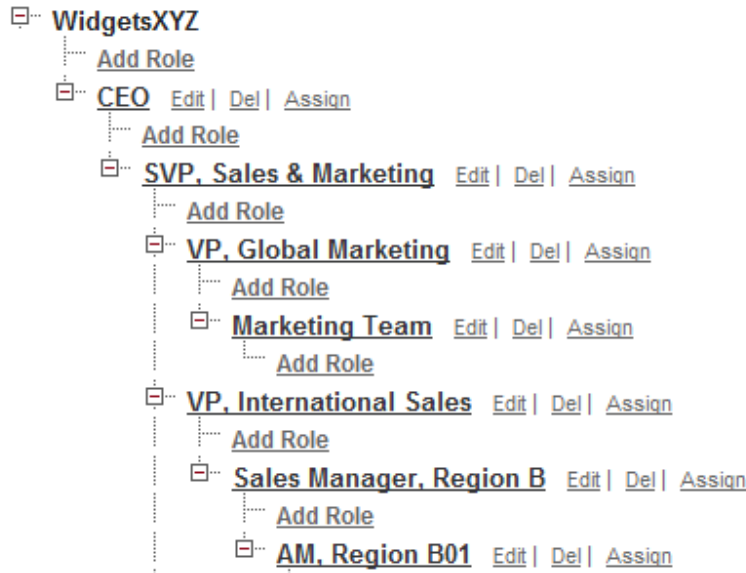 WidgetsXYZ
Add Role
CEO Edit | Del | Assign
Add Role
SVP, Sales & Marketing Edit | Del | Assign
Add Role
VP, Global Marketing Edit | Del | Assign
Add Role
Marketing Team Edit | Del | Assign
Add Role
VP, International Sales Edit | Del | Assign
Add Role
Sales Manager, Region B Edit | Del | Assign
Add Role
AM, Region B01 Edit | Del | Assign